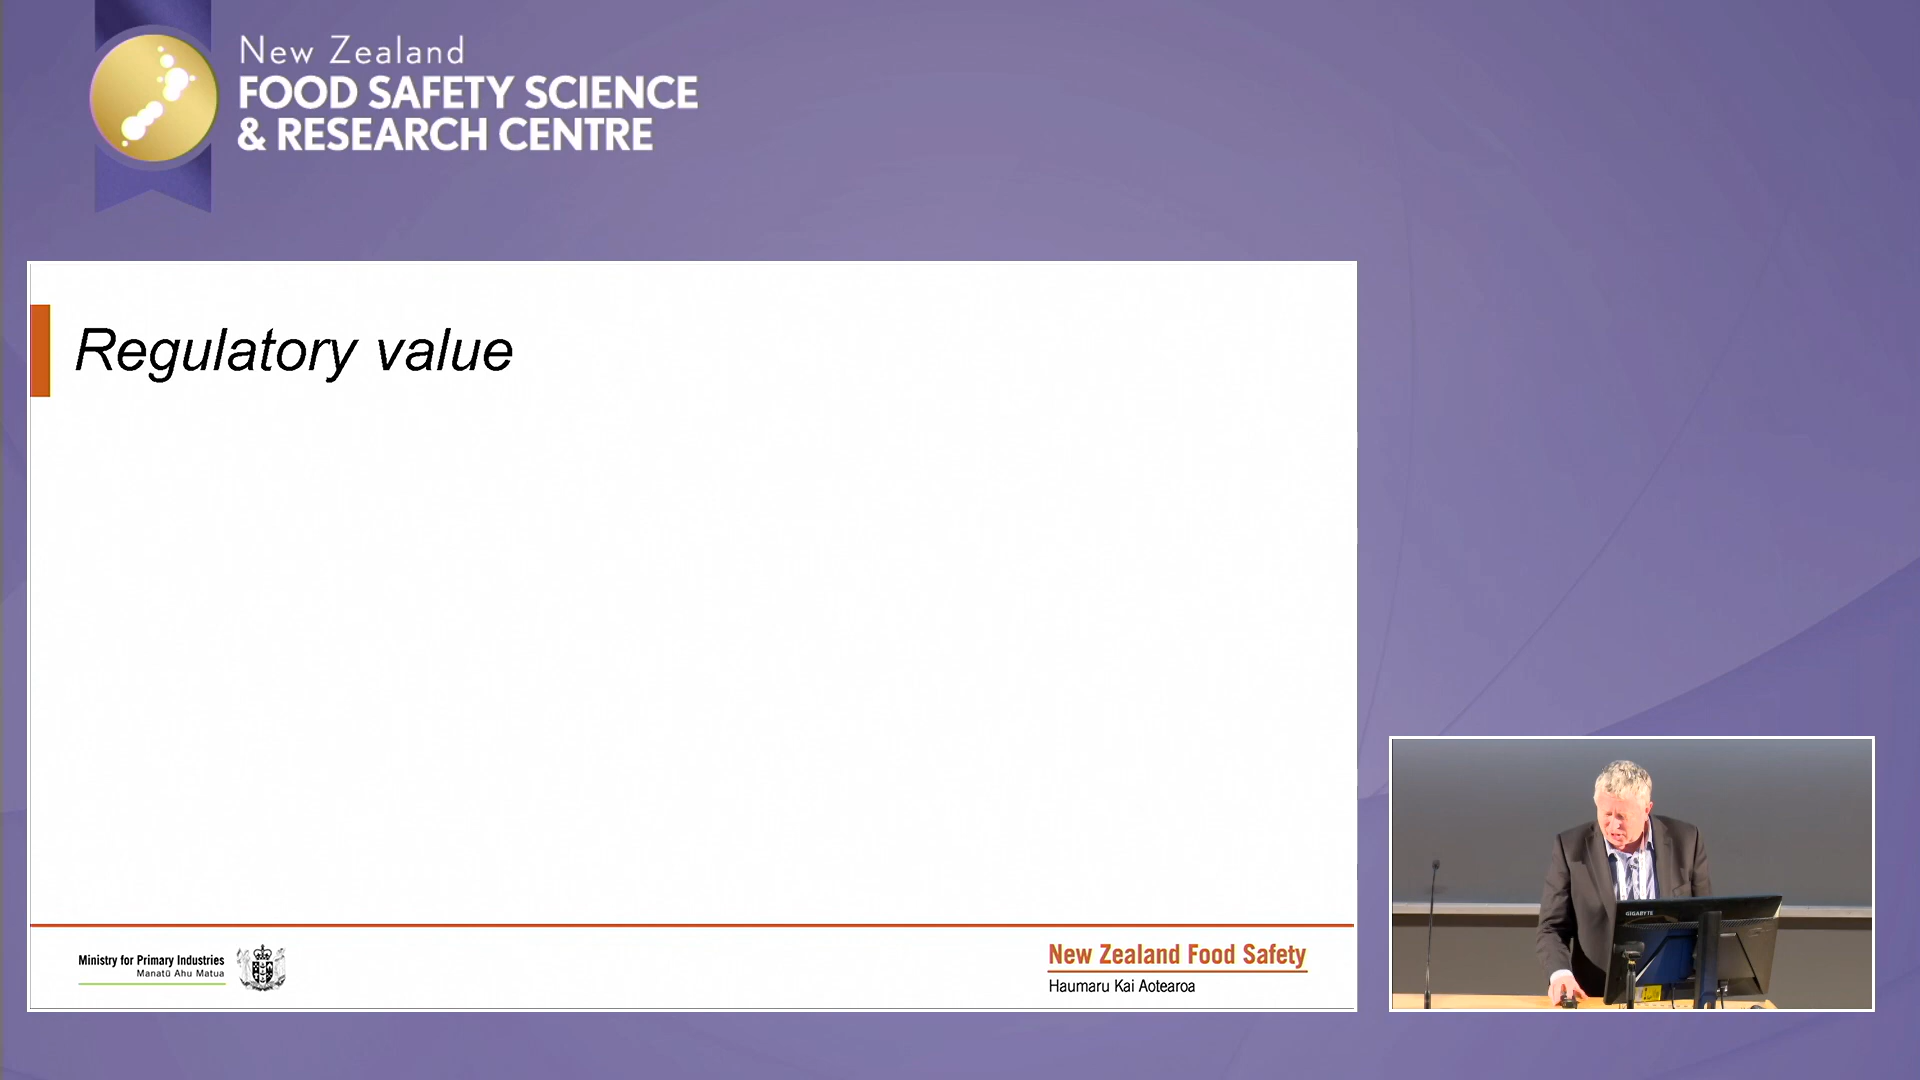 New Zealand
FOOD SAFETY SCIENCE
& RESEARCH CENTRE
Regulatory value
Ministry for Primary Industries
Manatū Ahu Matua
New Zealand Food Safety
Haumaru Kai Aotearoa
GIGABYTE